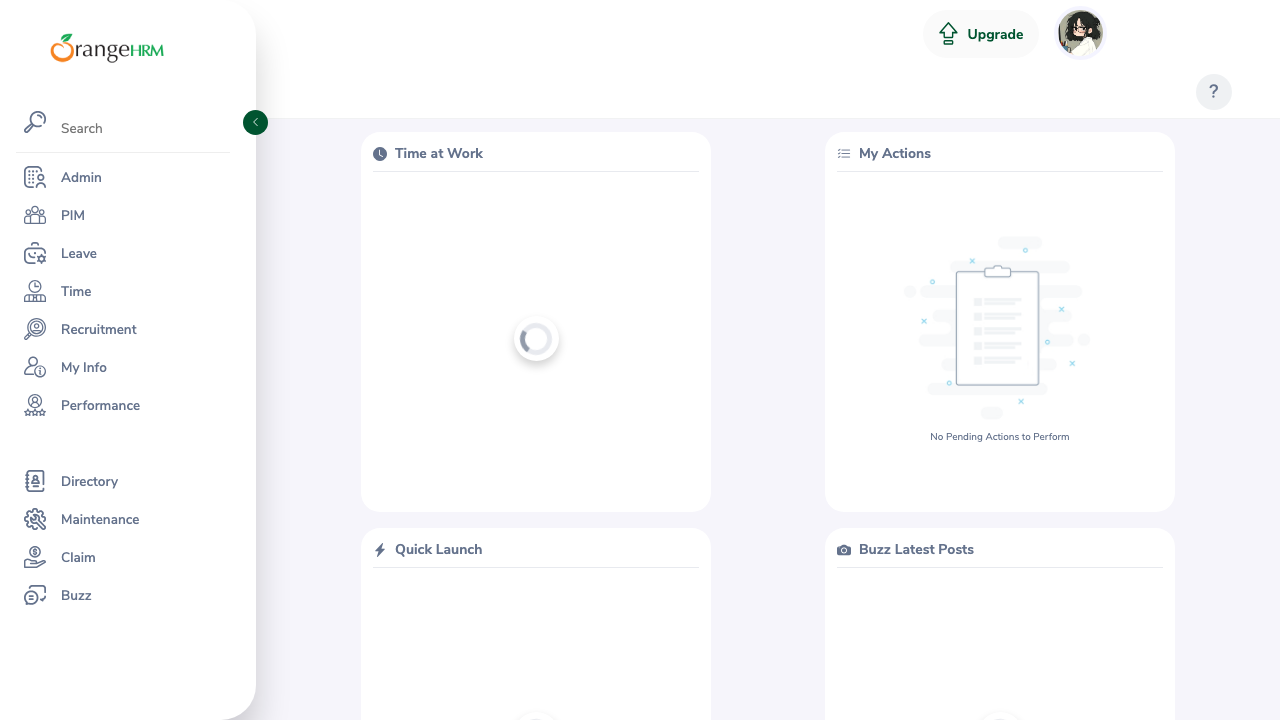 OrangeHRM
Upgrade
?
Search
Admin
PIM
Leave
Time
Recruitment
My Info
Performance
Directory
Maintenance
Claim
Buzz
Time at Work
My Actions
No Pending Actions to Perform
Quick Launch
Buzz Latest Posts